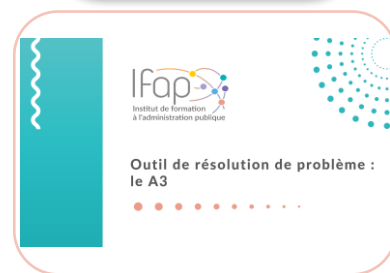 IFap
Institut de formation
à l'administration publique
Outil de résolution de problème :
le A3